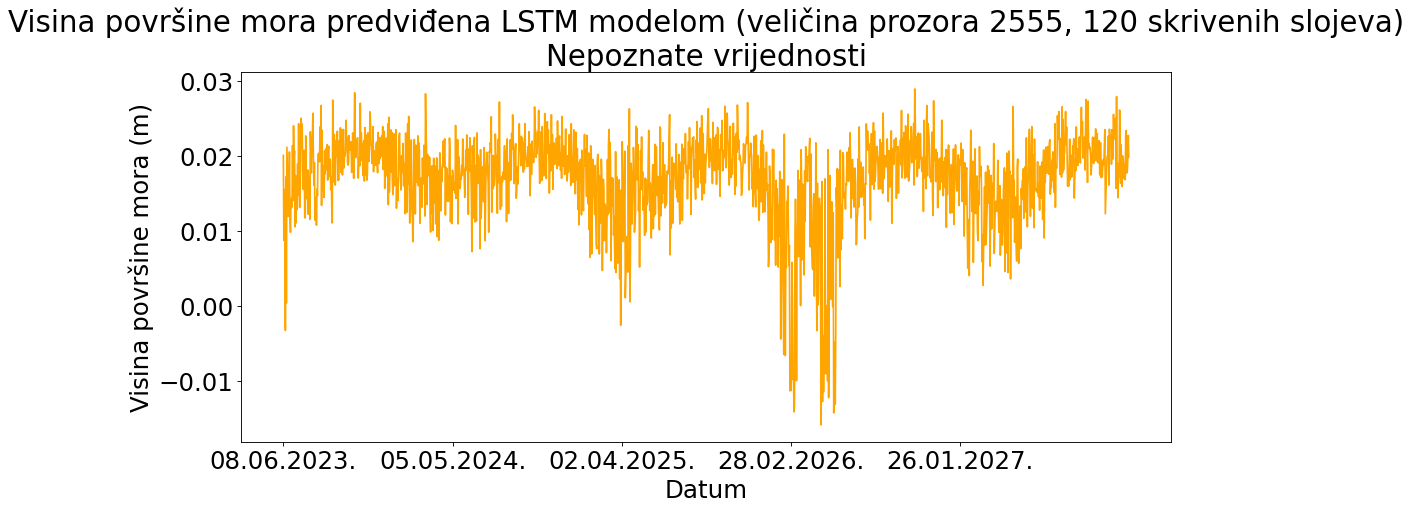 Visina površine mora predviđena LSTM modelom (veličina prozora 2555, 120 skrivenih slojeva)
Nepoznate vrijednosti
Visina površine mora (m)
0.03
0.02
0.01
0.00
−0.01
08.06.2023. 05.05.2024. 02.04.2025. 28.02.2026. 26.01.2027.
Datum